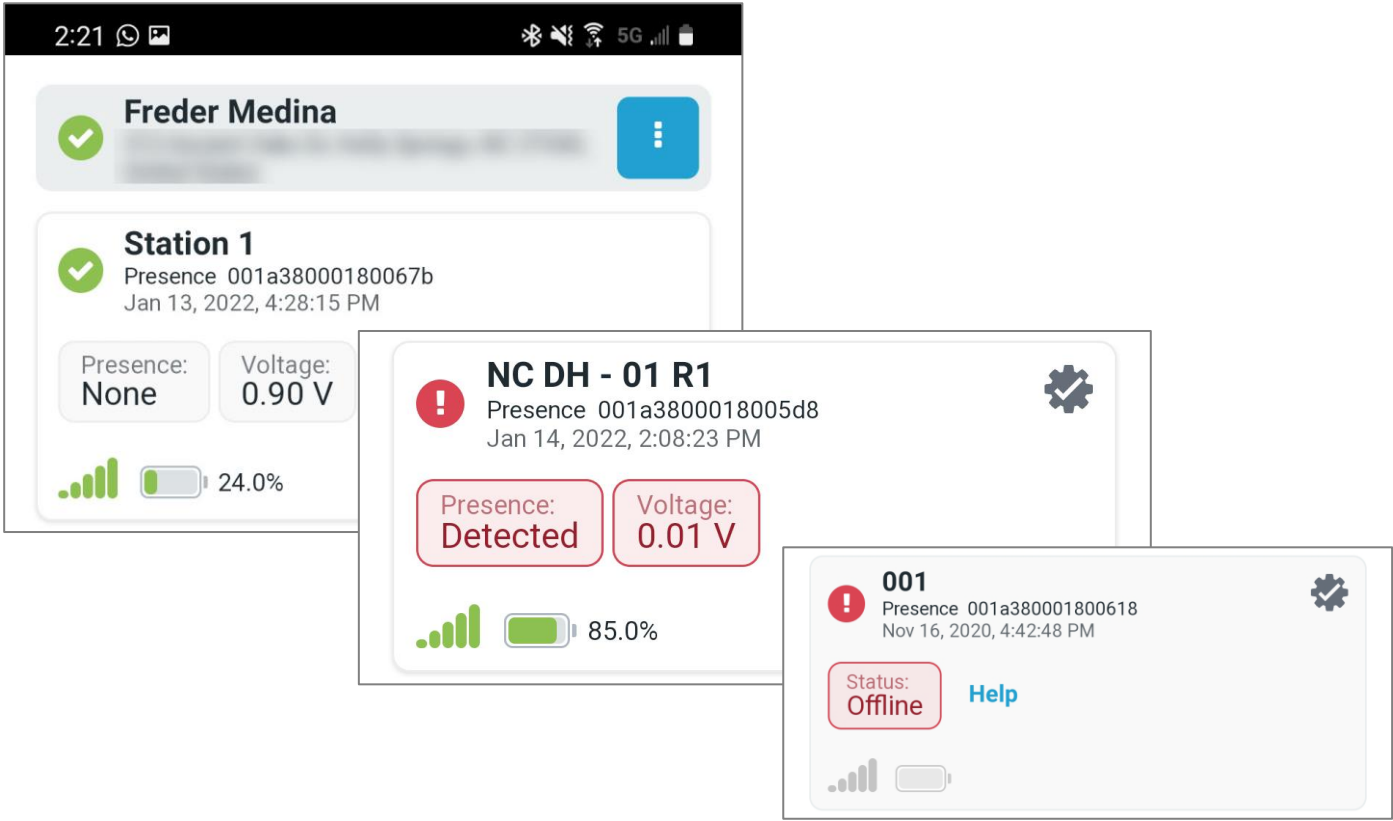 2:21 5G
Freder Medina
Station 1
Presence 001a38000180067b
Jan 13, 2022, 4:28:15 PM
Presence: Voltage:
None 0.90 V
24.0%
NC DH - 01 R1
Presence 001a3800018005d8
Jan 14, 2022, 2:08:23 PM
Presence: Voltage:
Detected 0.01 V
85.0%
001
Presence 001a380001800618
Nov 16, 2020, 4:42:48 PM
Status:
Offline Help